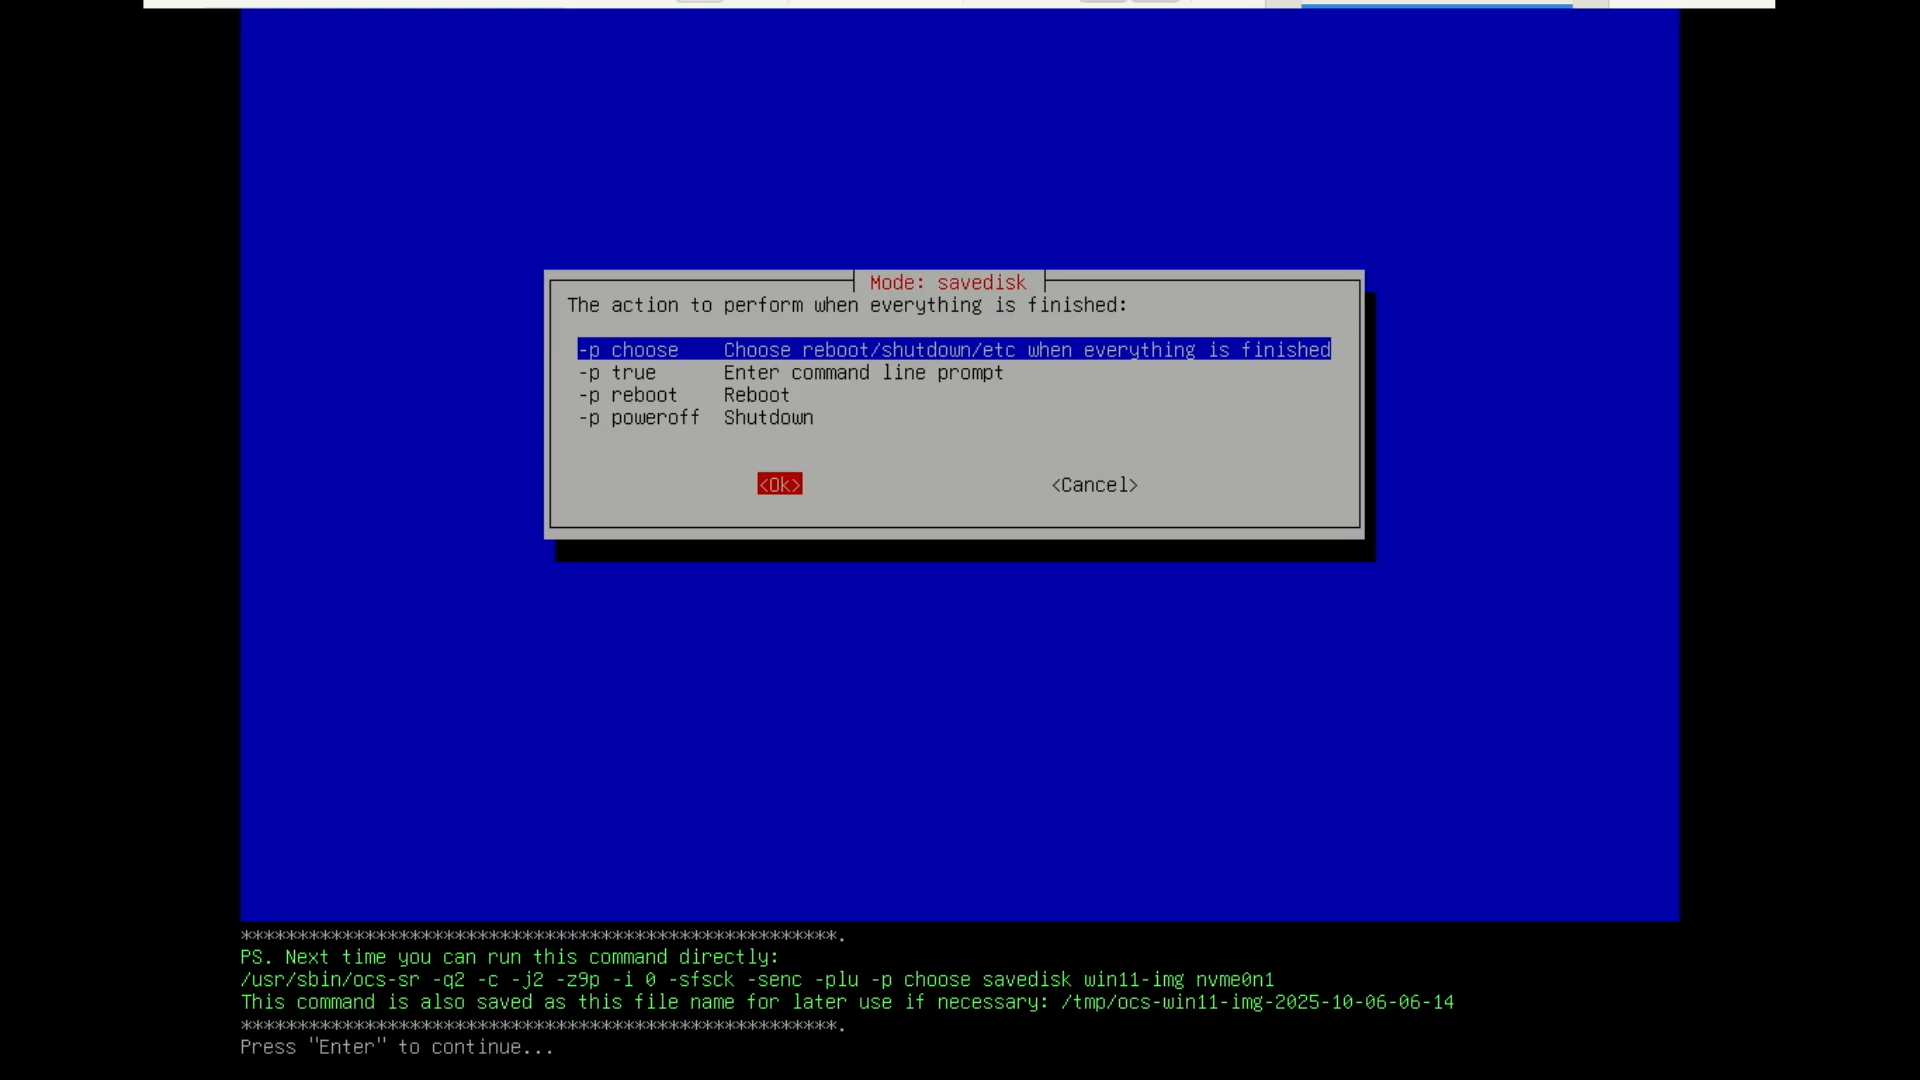 Mode: savedisk
The action to perform when everything is finished:
-p choose Choose reboot/shutdown/etc when everything is finished
-p true Enter command line prompt
-p reboot Reboot
-p poweroff Shutdown
<Ok> <Cancel>
*****************************************************.
PS. Next time you can run this command directly:
/usr/sbin/ocs-sr -q2 -c -j2 -z9p -i 0 -sfsck -senc -plu -p choose savedisk win11-img nvme0n1
This command is also saved as this file name for later use if necessary: /tmp/ocs-win11-img-2025-10-06-06-14
*****************************************************.
Press "Enter" to continue...